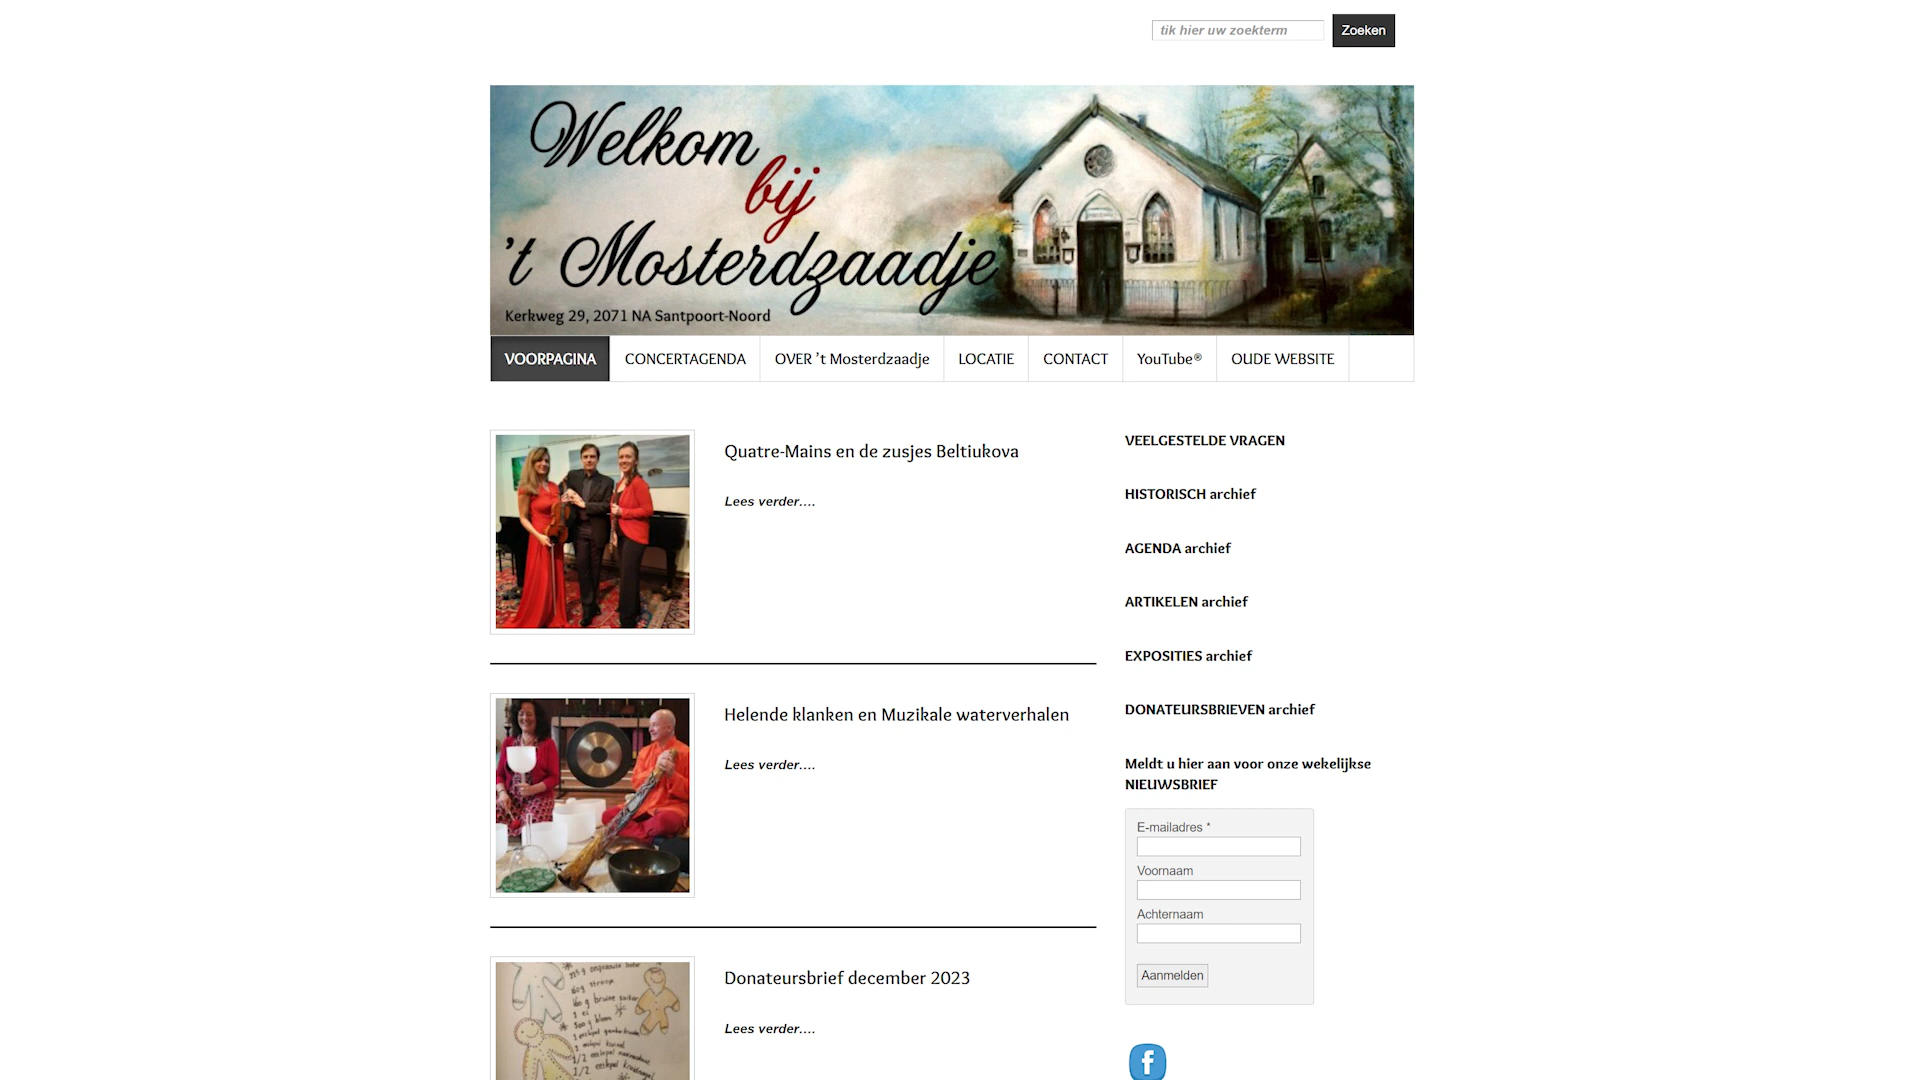 tik hier uw zoekterm
Zoeken
Welkom
bij
’t Mosterdzaadje
Kerkweg 29, 2071 NA Santpoort-Noord
VOORPAGINA
CONCERTAGENDA
OVER ’t Mosterdzaadje
LOCATIE
CONTACT
YouTube®
OUDE WEBSITE
Quatre-Mains en de zusjes Beltiukova
Lees verder....
Helende klanken en Muzikale waterverhalen
Lees verder....
Donateursbrief december 2023
Lees verder....
VEELGESTELDE VRAGEN
HISTORISCH archief
AGENDA archief
ARTIKELEN archief
EXPOSITIES archief
DONATEURSBRIEVEN archief
Meldt u hier aan voor onze wekelijkse
NIEUWSBRIEF
E-mailadres *
Voornaam
Achternaam
Aanmelden
f